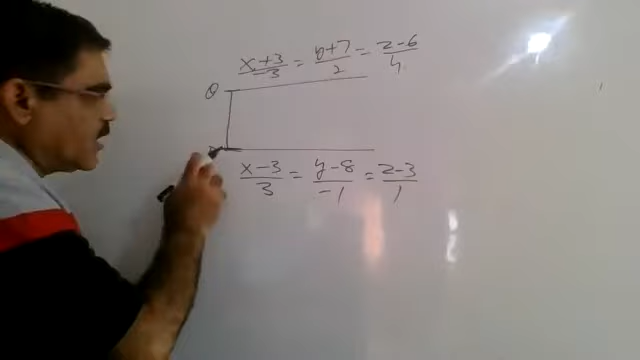 x+3/-3 = y+7/2 = z-6/4
Q
x-3/3 = y-8/-1 = z-3/1